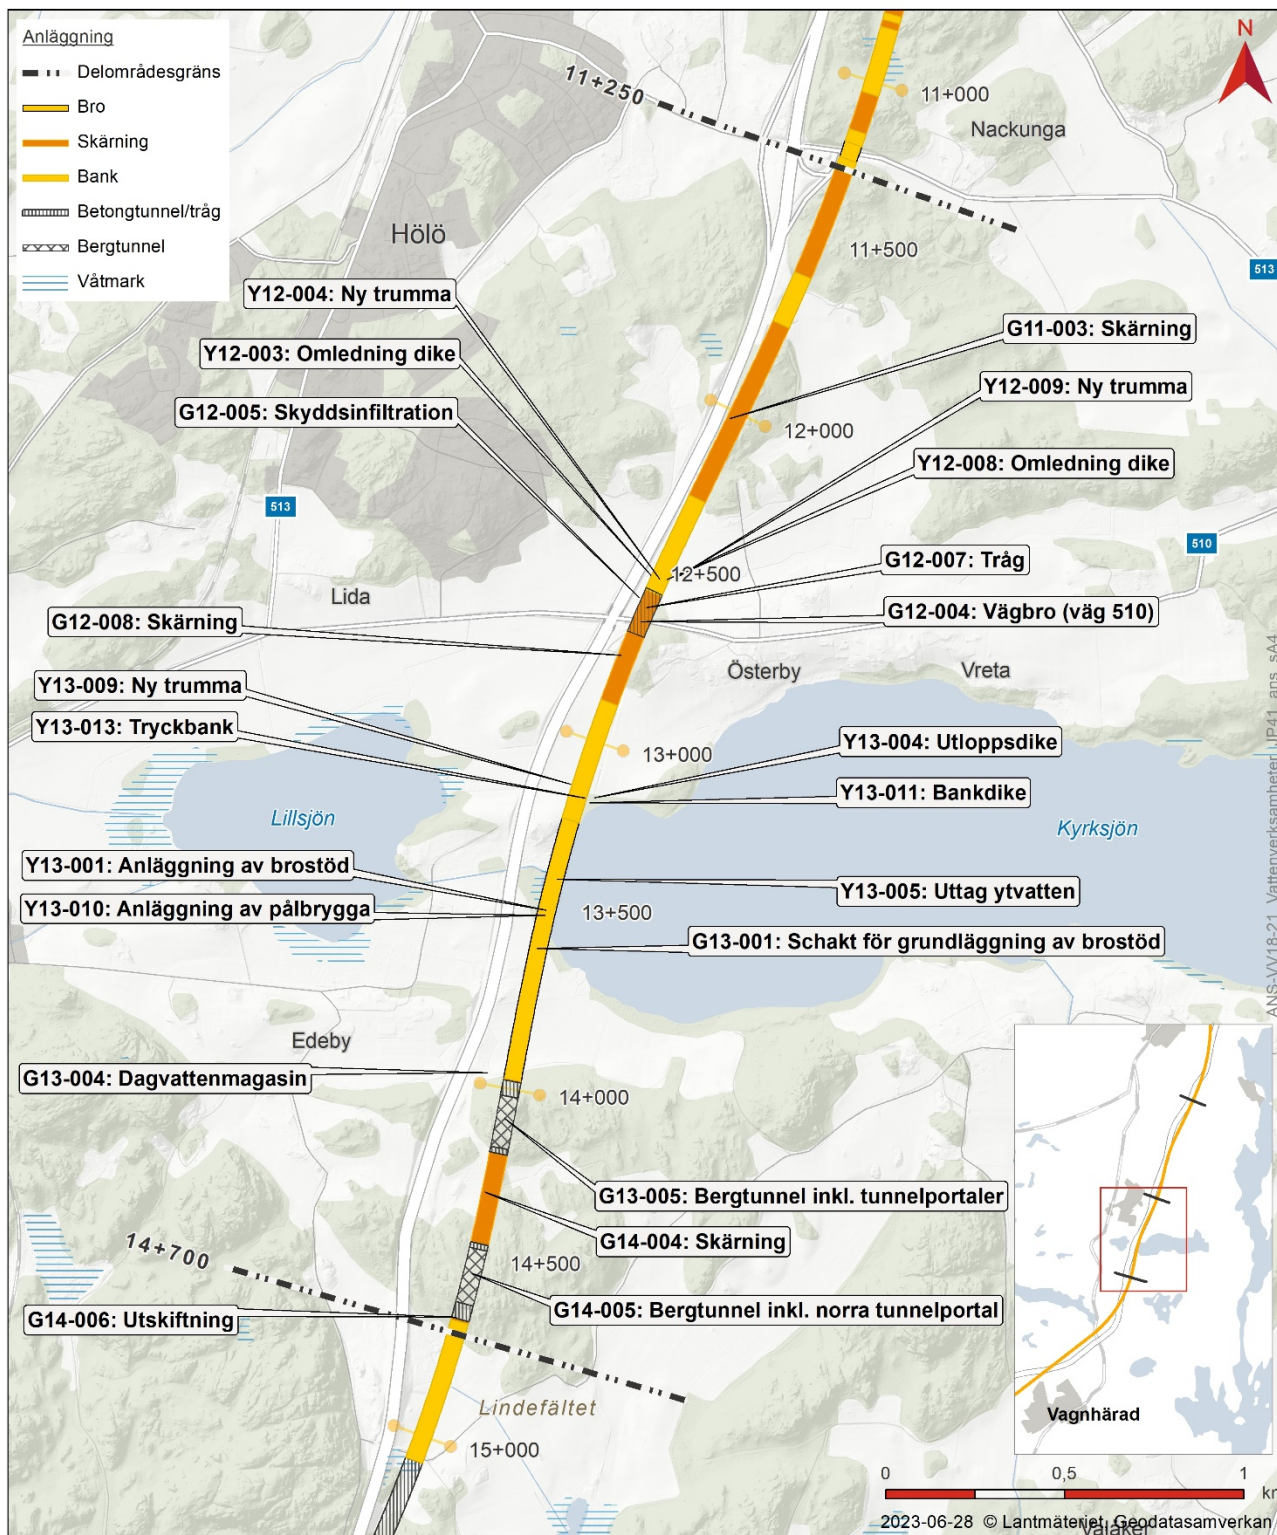 Anläggning
Delområdesgräns
Bro
Skärning
Bank
Betongtunnel/tråg
Bergtunnel
Våtmark
N
11+250
11+000
Nackunga
Hölö
11+500
513
Y12-004: Ny trumma
G11-003: Skärning
Y12-003: Omledning dike
Y12-009: Ny trumma
G12-005: Skyddsinfiltration
12+000
Y12-008: Omledning dike
513
510
G12-007: Tråg
12+500
Lida
G12-004: Vägbro (väg 510)
G12-008: Skärning
Österby
Vreta
Y13-009: Ny trumma
Y13-013: Tryckbank
Y13-004: Utloppsdike
13+000
Y13-011: Bankdike
Lillsjön
Kyrksjön
Y13-001: Anläggning av brostöd
Y13-005: Uttag ytvatten
Y13-010: Anläggning av pålbrygga
13+500
G13-001: Schakt för grundläggning av brostöd
Edeby
G13-004: Dagvattenmagasin
14+000
G13-005: Bergtunnel inkl. tunnelportaler
G14-004: Skärning
14+700
14+500
G14-005: Bergtunnel inkl. norra tunnelportal
G14-006: Utskiftning
Lindefältet
15+000
Vagnhärad
0 0,5 1
km
2023-06-28 © Lantmäteriet, Geodatasamverkan
Valåker
ANS-VV18-21_Vattenverksamheter_JP41_ans_sA4